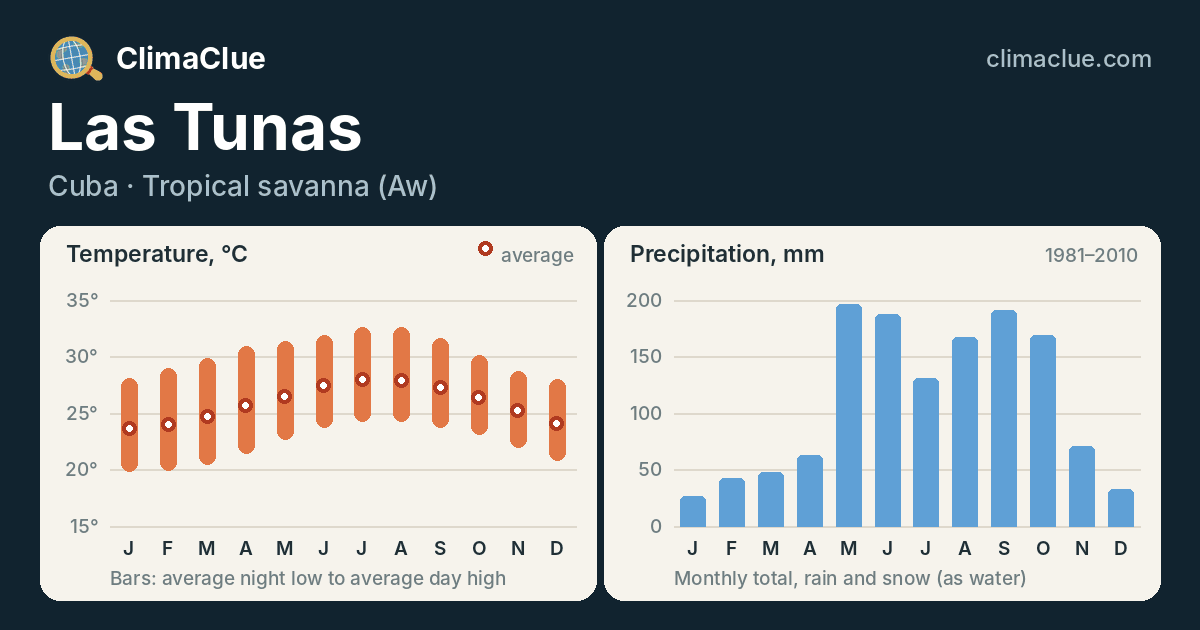 ClimaClue
climaclue.com
Las Tunas
Cuba · Tropical savanna (Aw)
Temperature, °C
average
35°
30°
25°
20°
15°
J F M A M J J A S O N D
Bars: average night low to average day high
Precipitation, mm
1981–2010
200
150
100
50
0
J F M A M J J A S O N D
Monthly total, rain and snow (as water)